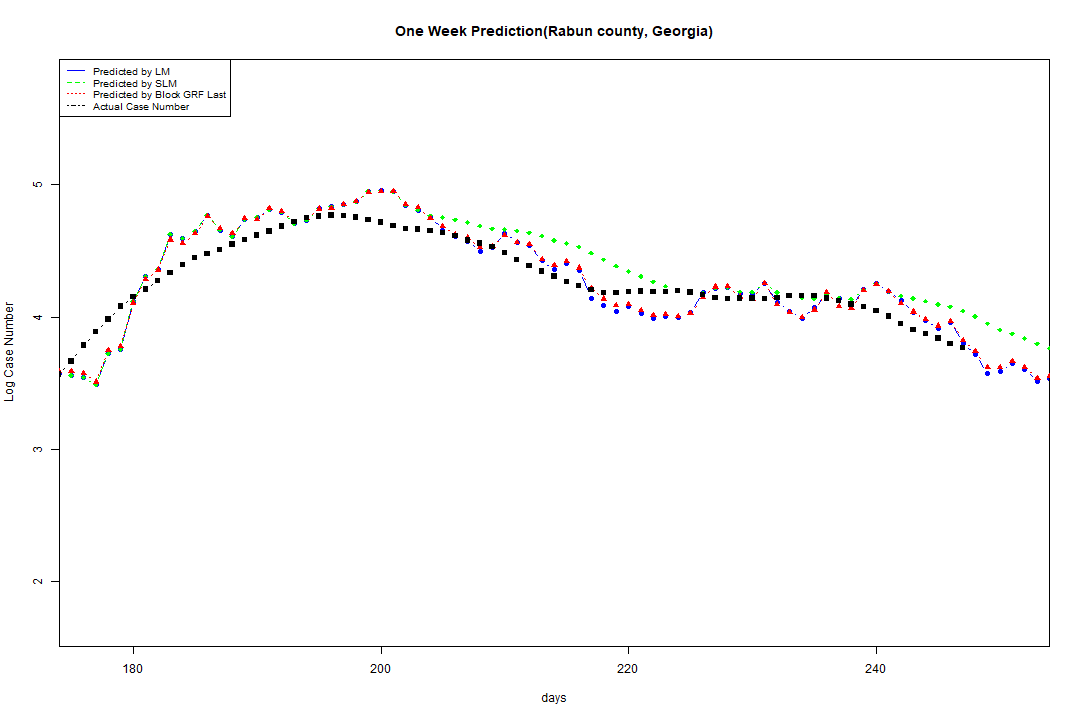 One Week Prediction(Rabun county, Georgia)
Predicted by LM
Predicted by SLM
Predicted by Block GRF Last
Actual Case Number
5
4
3
2
Log Case Number
180 200 220 240
days